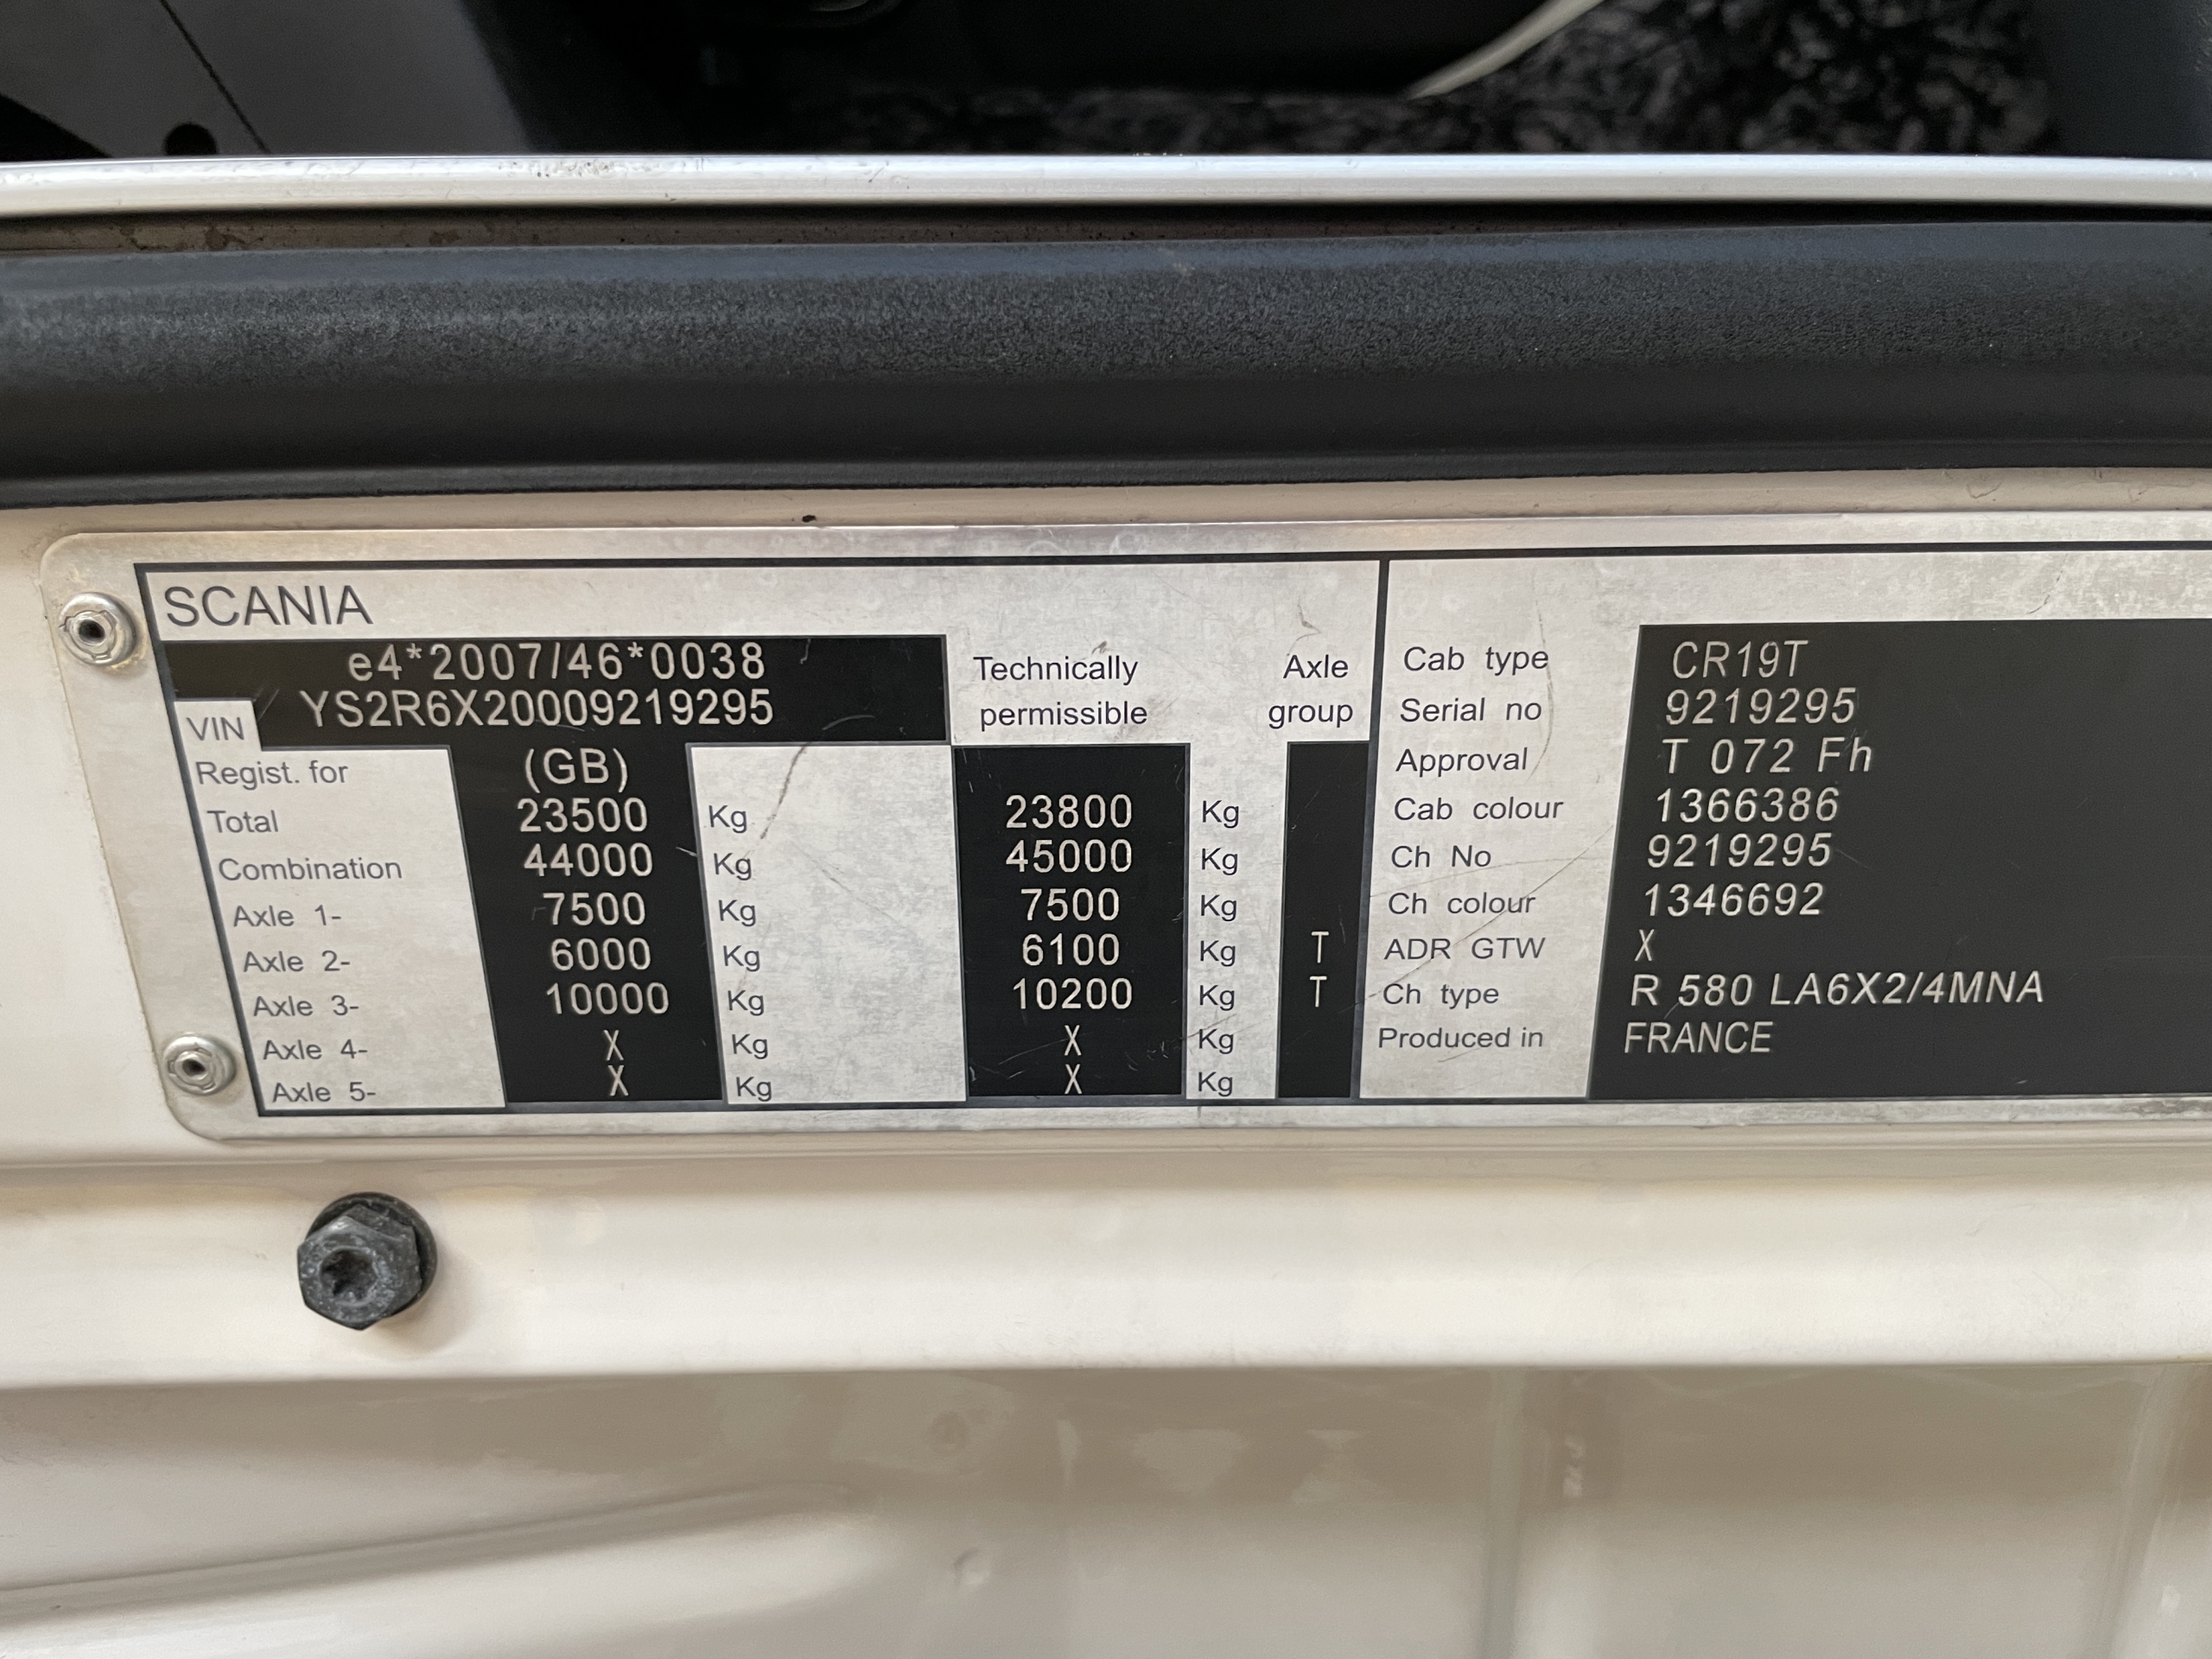 SCANIA
e4*2007/46*0038
VIN YS2R6X20009219295
Technically permissible
Axle group
Regist. for (GB)
Total 23500 Kg 23800 Kg
Combination 44000 Kg 45000 Kg
Axle 1- 7500 Kg 7500 Kg
Axle 2- 6000 Kg 6100 Kg T
Axle 3- 10000 Kg 10200 Kg T
Axle 4- X Kg X Kg
Axle 5- X Kg X Kg
Cab type CR19T
Serial no 9219295
Approval T 072 Fh
Cab colour 1366386
Ch No 9219295
Ch colour 1346692
ADR GTW X
Ch type R 580 LA6X2/4MNA
Produced in FRANCE